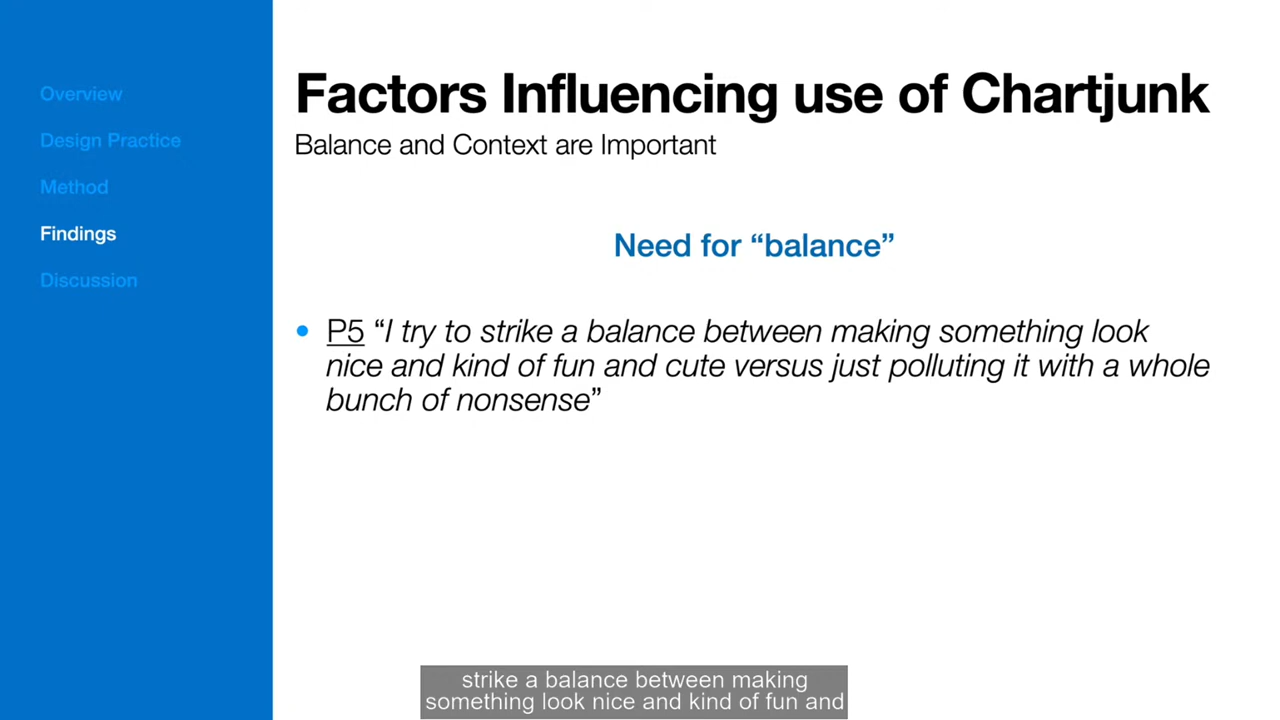 Overview
Design Practice
Method
Findings
Discussion
Factors Influencing use of Chartjunk
Balance and Context are Important
Need for “balance”
• P5 “I try to strike a balance between making something look
nice and kind of fun and cute versus just polluting it with a whole
bunch of nonsense”
strike a balance between making
something look nice and kind of fun and